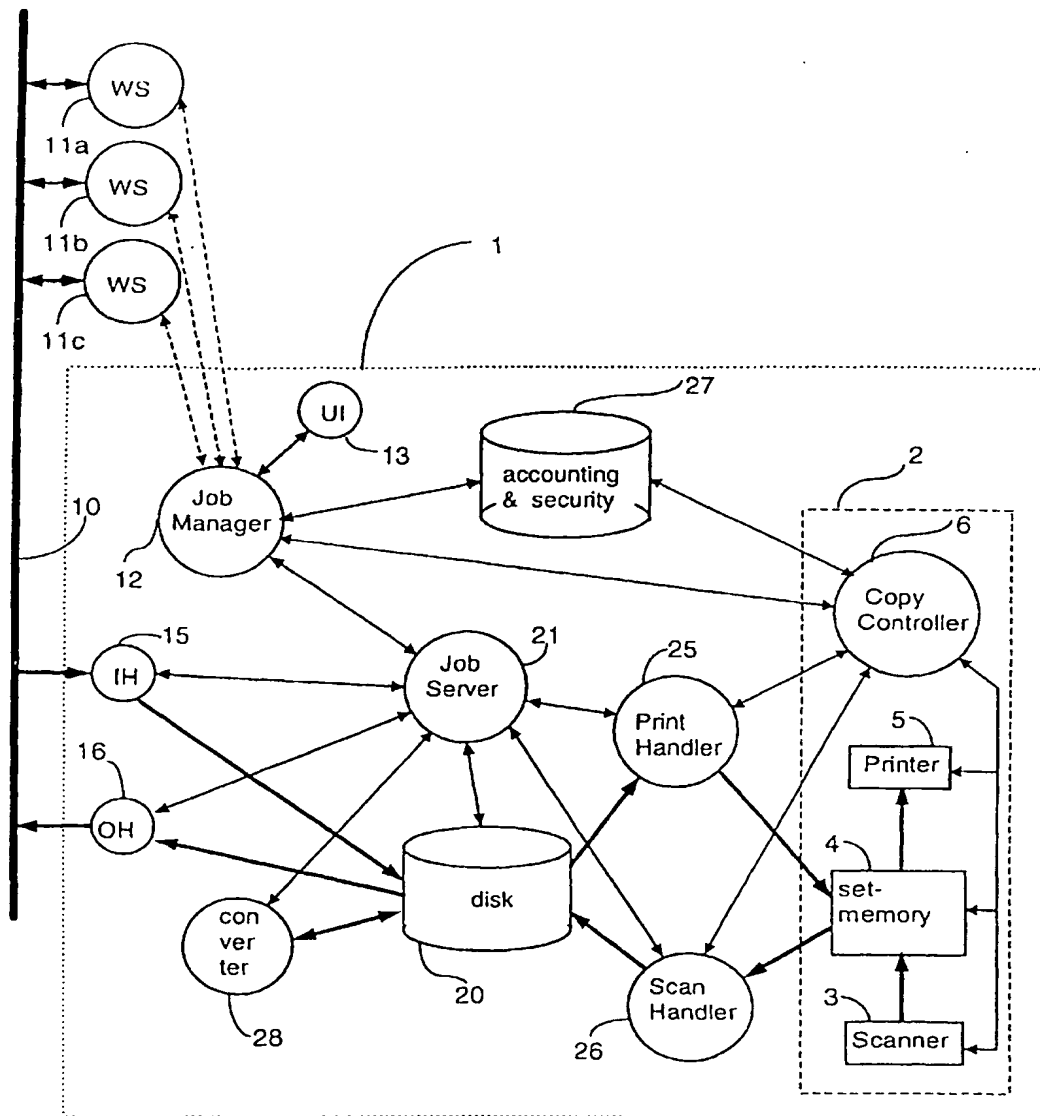 WS
11a
WS
11b
WS
11c
1
UI
13
27
accounting
& security
2
10
Job
Manager
12
6
Copy
Controller
15
IH
21
Job
Server
25
Print
Handler
5
Printer
16
OH
4
set-
memory
disk
20
con
ver
ter
28
Scan
Handler
26
3
Scanner